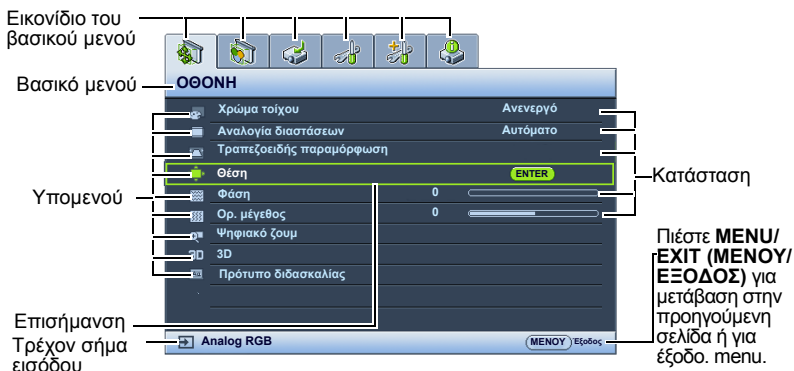 Εικονίδιο του
βασικού μενού
Βασικό μενού
ΟΘΟΝΗ
Χρώμα τοίχου Ανενεργό
Αναλογία διαστάσεων Αυτόματο
Τραπεζοειδής παραμόρφωση
Θέση ENTER
Φάση 0
Ορ. μέγεθος 0
Ψηφιακό ζουμ
3D 3D
Πρότυπο διδασκαλίας
Υπομενού
Κατάσταση
Πιέστε MENU/
EXIT (ΜΕΝΟΥ/
ΕΞΟΔΟΣ) για
μετάβαση στην
προηγούμενη
σελίδα ή για
έξοδο. menu.
Επισήμανση
Τρέχον σήμα
εισόδου
Analog RGB
ΜΕΝΟΥ Έξοδος